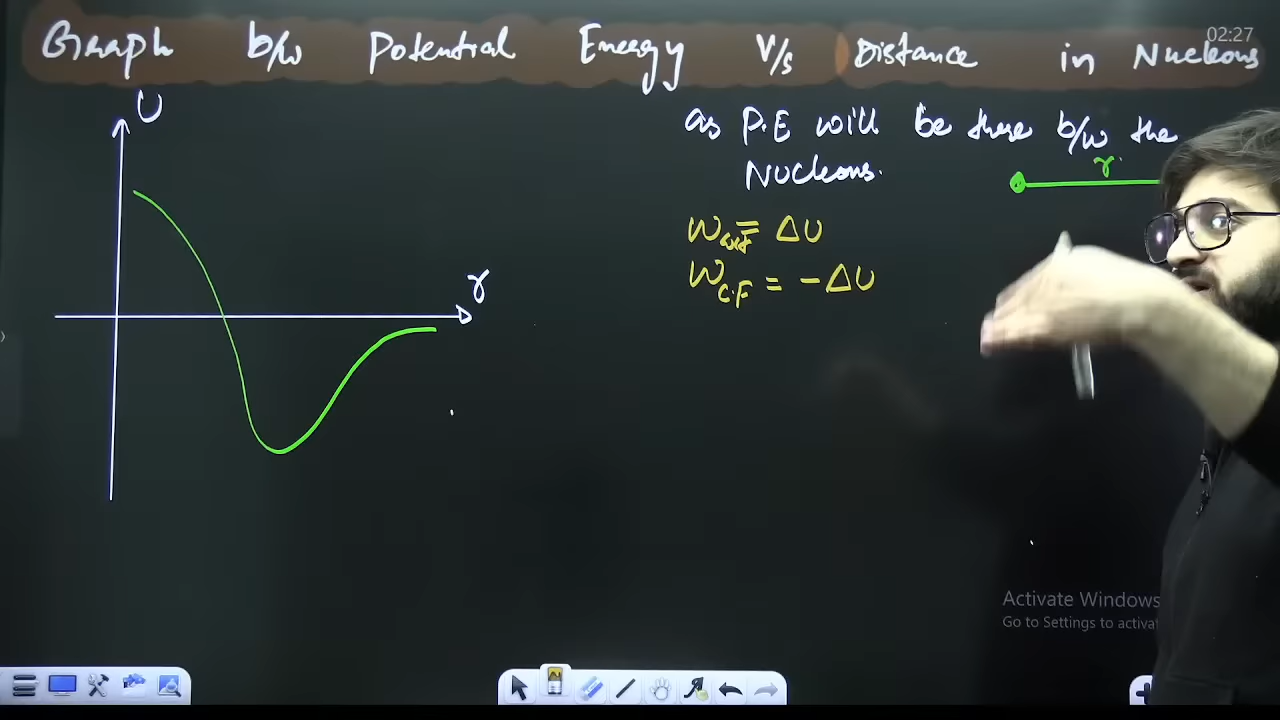 02:27
Graph b/w Potential Energy V/s Distance in Nucleons
U
as P.E will be there b/w the
Nucleons.
r
W_ext = ΔU
r
W_C.F = -ΔU
Activate Windows
Go to Settings to activa